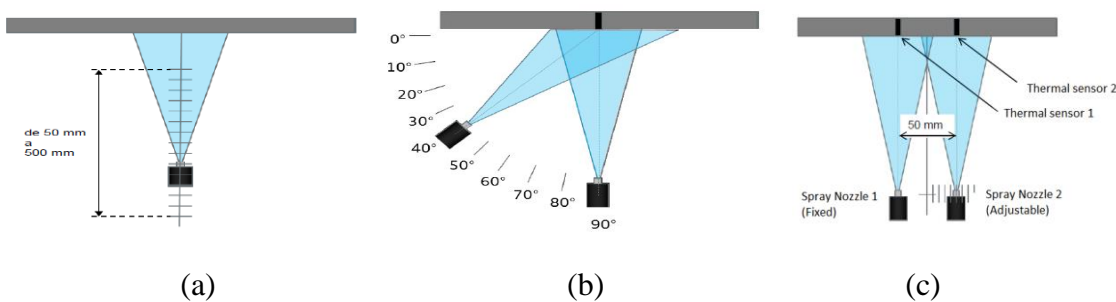 de 50 mm
a
500 mm
0°
10°
20°
30°
40°
50°
60°
70°
80°
90°
Thermal sensor 2
Thermal sensor 1
50 mm
Spray Nozzle 1
(Fixed)
Spray Nozzle 2
(Adjustable)
(a)
(b)
(c)